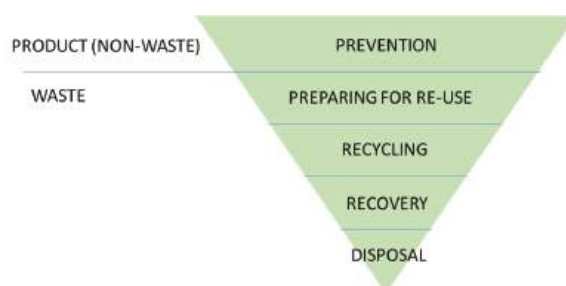 PRODUCT (NON-WASTE)
PREVENTION
WASTE
PREPARING FOR RE-USE
RECYCLING
RECOVERY
DISPOSAL